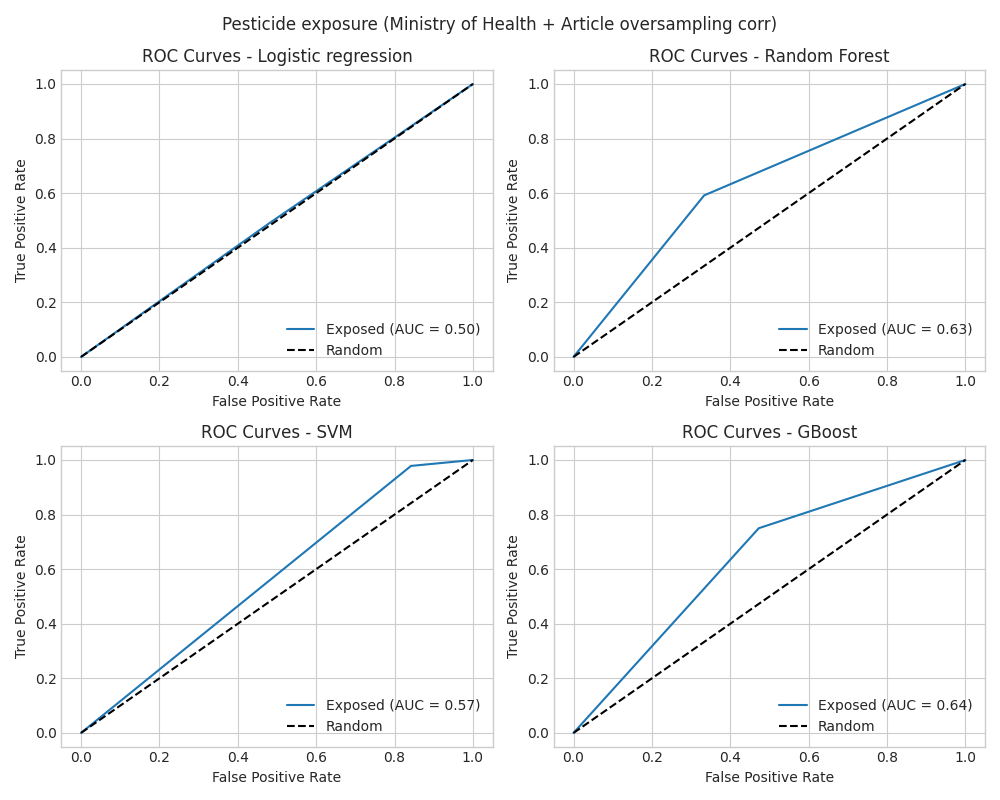 Pesticide exposure (Ministry of Health + Article oversampling corr)
ROC Curves - Logistic regression
True Positive Rate
1.0
0.8
0.6
0.4
0.2
0.0
Exposed (AUC = 0.50)
Random
0.0 0.2 0.4 0.6 0.8 1.0
False Positive Rate
ROC Curves - Random Forest
True Positive Rate
1.0
0.8
0.6
0.4
0.2
0.0
Exposed (AUC = 0.63)
Random
0.0 0.2 0.4 0.6 0.8 1.0
False Positive Rate
ROC Curves - SVM
True Positive Rate
1.0
0.8
0.6
0.4
0.2
0.0
Exposed (AUC = 0.57)
Random
0.0 0.2 0.4 0.6 0.8 1.0
False Positive Rate
ROC Curves - GBoost
True Positive Rate
1.0
0.8
0.6
0.4
0.2
0.0
Exposed (AUC = 0.64)
Random
0.0 0.2 0.4 0.6 0.8 1.0
False Positive Rate